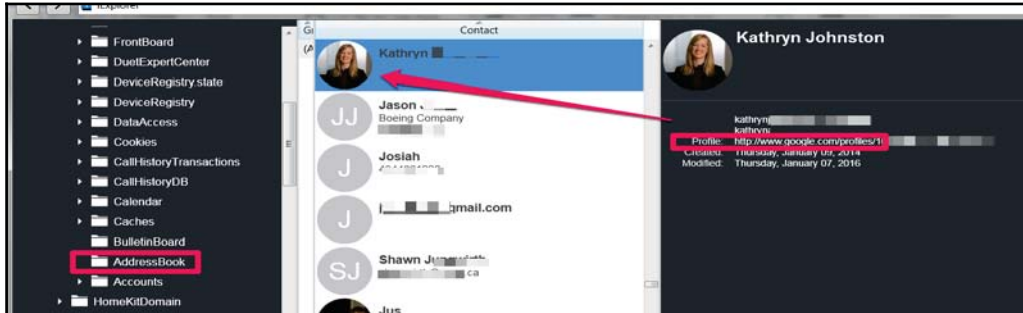 iExplorer
FrontBoard
DuetExpertCenter
DeviceRegistry.state
DeviceRegistry
DataAccess
Cookies
CallHistoryTransactions
CallHistoryDB
Calendar
Caches
BulletinBoard
AddressBook
Accounts
HomeKitDomain
Contact
Kathryn
JJ
Jason
Boeing Company
J
Josiah
J
gmail.com
SJ
Shawn
ca
Jus
Kathryn Johnston
kathryn
kathryn
Profile: http://www.google.com/profiles/1
Created: Thursday, January 09, 2014
Modified: Thursday, January 07, 2016